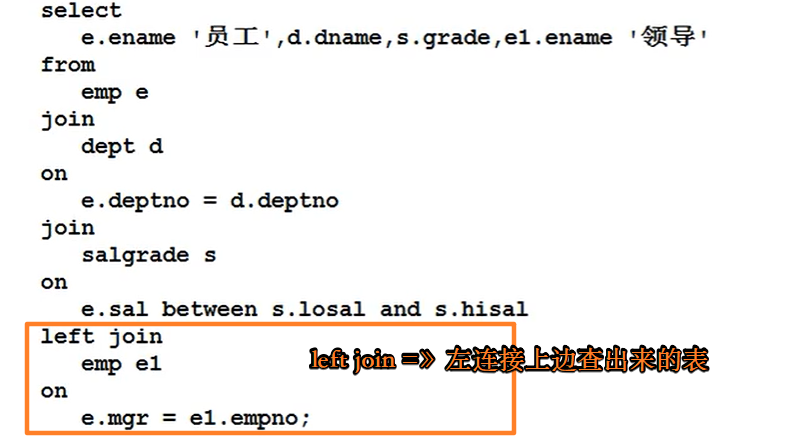 select
e.ename '员工',d.dname,s.grade,e1.ename '领导'
from
emp e
join
dept d
on
e.deptno = d.deptno
join
salgrade s
on
e.sal between s.losal and s.hisal
left join
emp e1
left join =》左连接上边查出来的表
on
e.mgr = e1.empno;